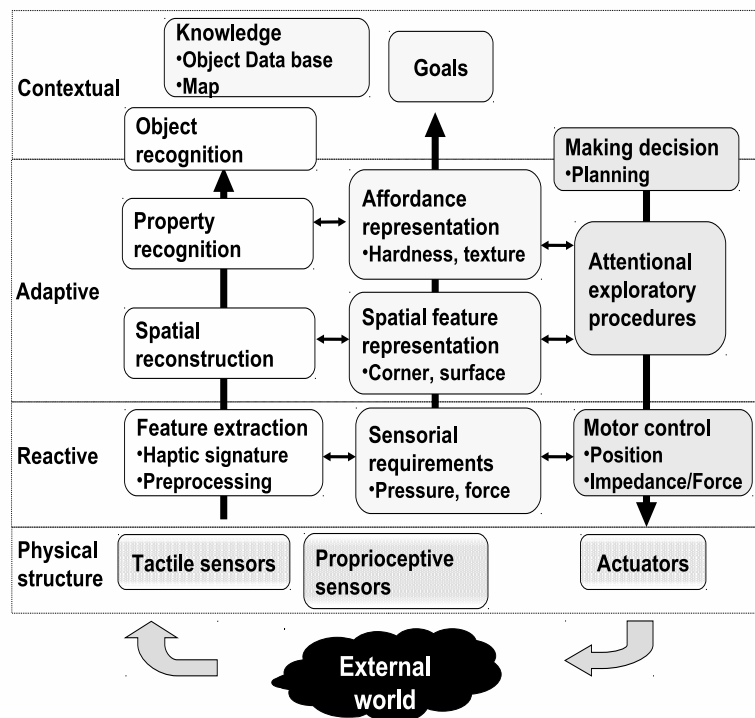 Knowledge
•Object Data base
•Map
Goals
Contextual
Object
recognition
Making decision
•Planning
Property
recognition
Affordance
representation
•Hardness, texture
Attentional
exploratory
procedures
Adaptive
Spatial
reconstruction
Spatial feature
representation
•Corner, surface
Reactive
Feature extraction
•Haptic signature
•Preprocessing
Sensorial
requirements
•Pressure, force
Motor control
•Position
•Impedance/Force
Physical
structure
Tactile sensors
Proprioceptive
sensors
Actuators
External
world